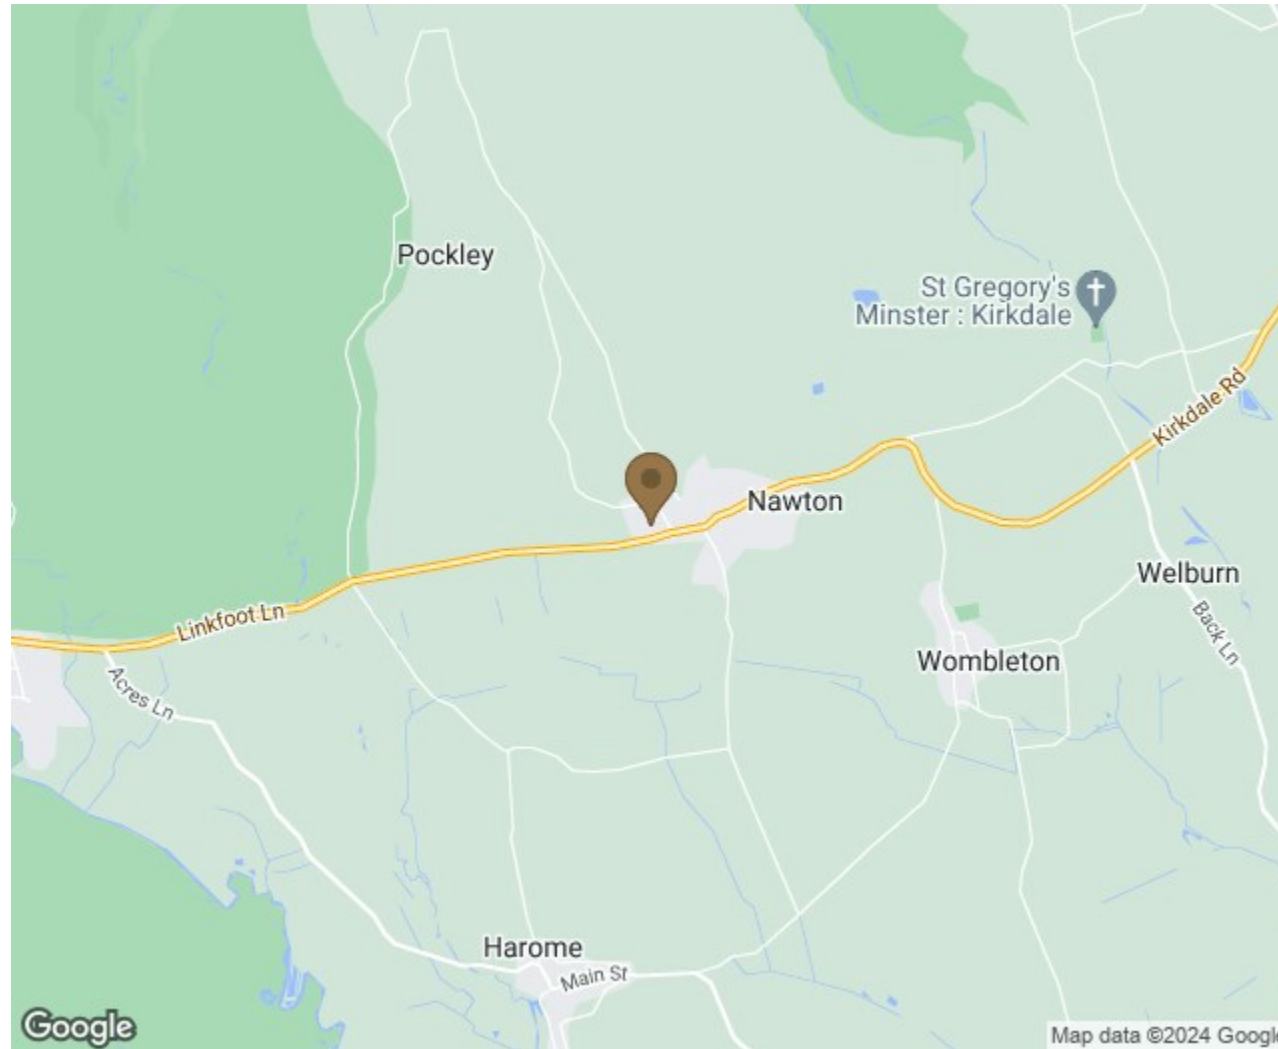 Pockley
St Gregory's
Minster : Kirkdale
Kirkdale Rd
Nawton
Welburn
Linkfoot Ln
Back Ln
Wombleton
Acres Ln
Harome
Main St
Google
Map data ©2024 Google